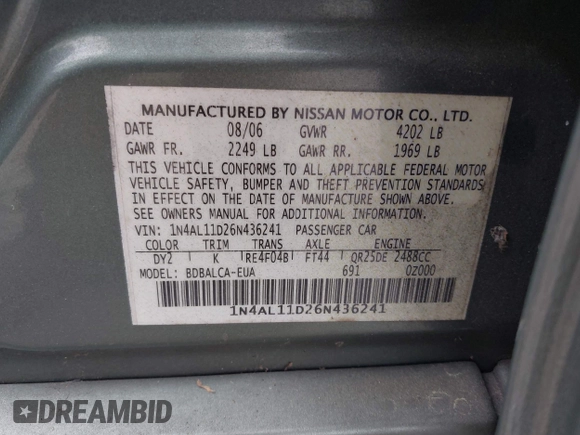 MANUFACTURED BY NISSAN MOTOR CO., LTD.
DATE 08/06 GVWR 4202 LB
GAWR FR. 2249 LB GAWR RR. 1969 LB
THIS VEHICLE CONFORMS TO ALL APPLICABLE FEDERAL MOTOR
VEHICLE SAFETY, BUMPER AND THEFT PREVENTION STANDARDS
IN EFFECT ON THE DATE OF MANUFACTURE SHOWN ABOVE.
SEE OWNERS MANUAL FOR ADDITIONAL INFORMATION.
VIN: 1N4AL11D26N436241 PASSENGER CAR
COLOR TRIM TRANS AXLE ENGINE
DY2 K RE4F04B FT44 QR25DE 2488CC
MODEL: BDBALCA-EUA 691 0Z000
1N4AL11D26N436241
DREAMBID